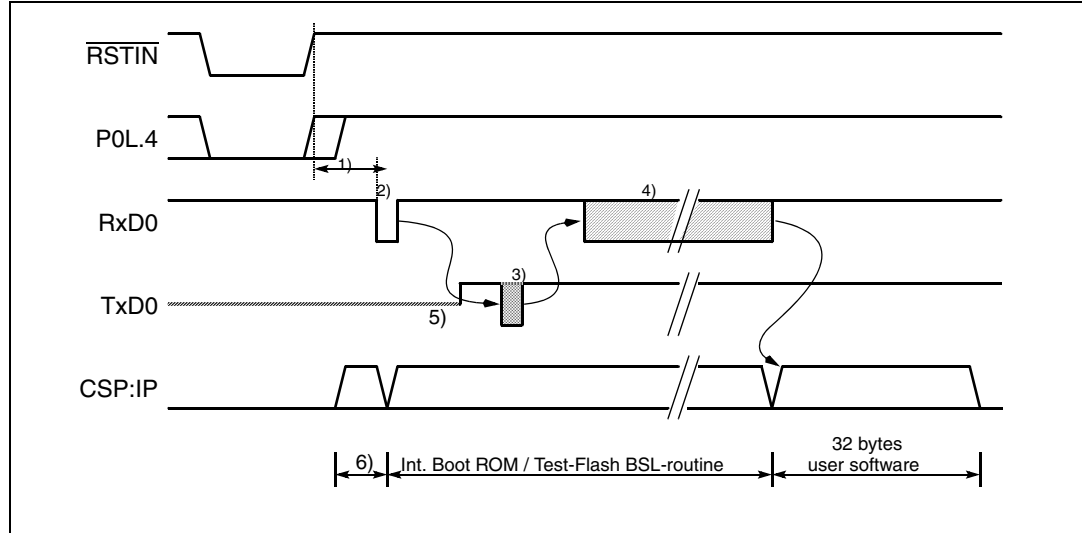 RSTIN
P0L.4
1)
2)
4)
RxD0
3)
TxD0
5)
CSP:IP
6)
Int. Boot ROM / Test-Flash BSL-routine
32 bytes
user software